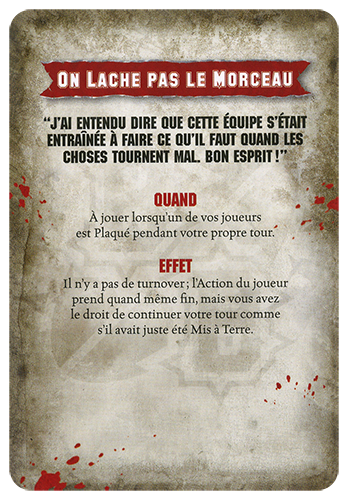 On Lache pas le Morceau
“J’ai entendu dire que cette équipe s’était
entraînée à faire ce qu’il faut quand les
choses tournent mal. Bon esprit !”
QUAND
À jouer lorsqu’un de vos joueurs
est Plaqué pendant votre propre tour.
EFFET
Il n’y a pas de turnover ; l’Action du joueur
prend quand même fin, mais vous avez
le droit de continuer votre tour comme
s’il avait juste été Mis à Terre.